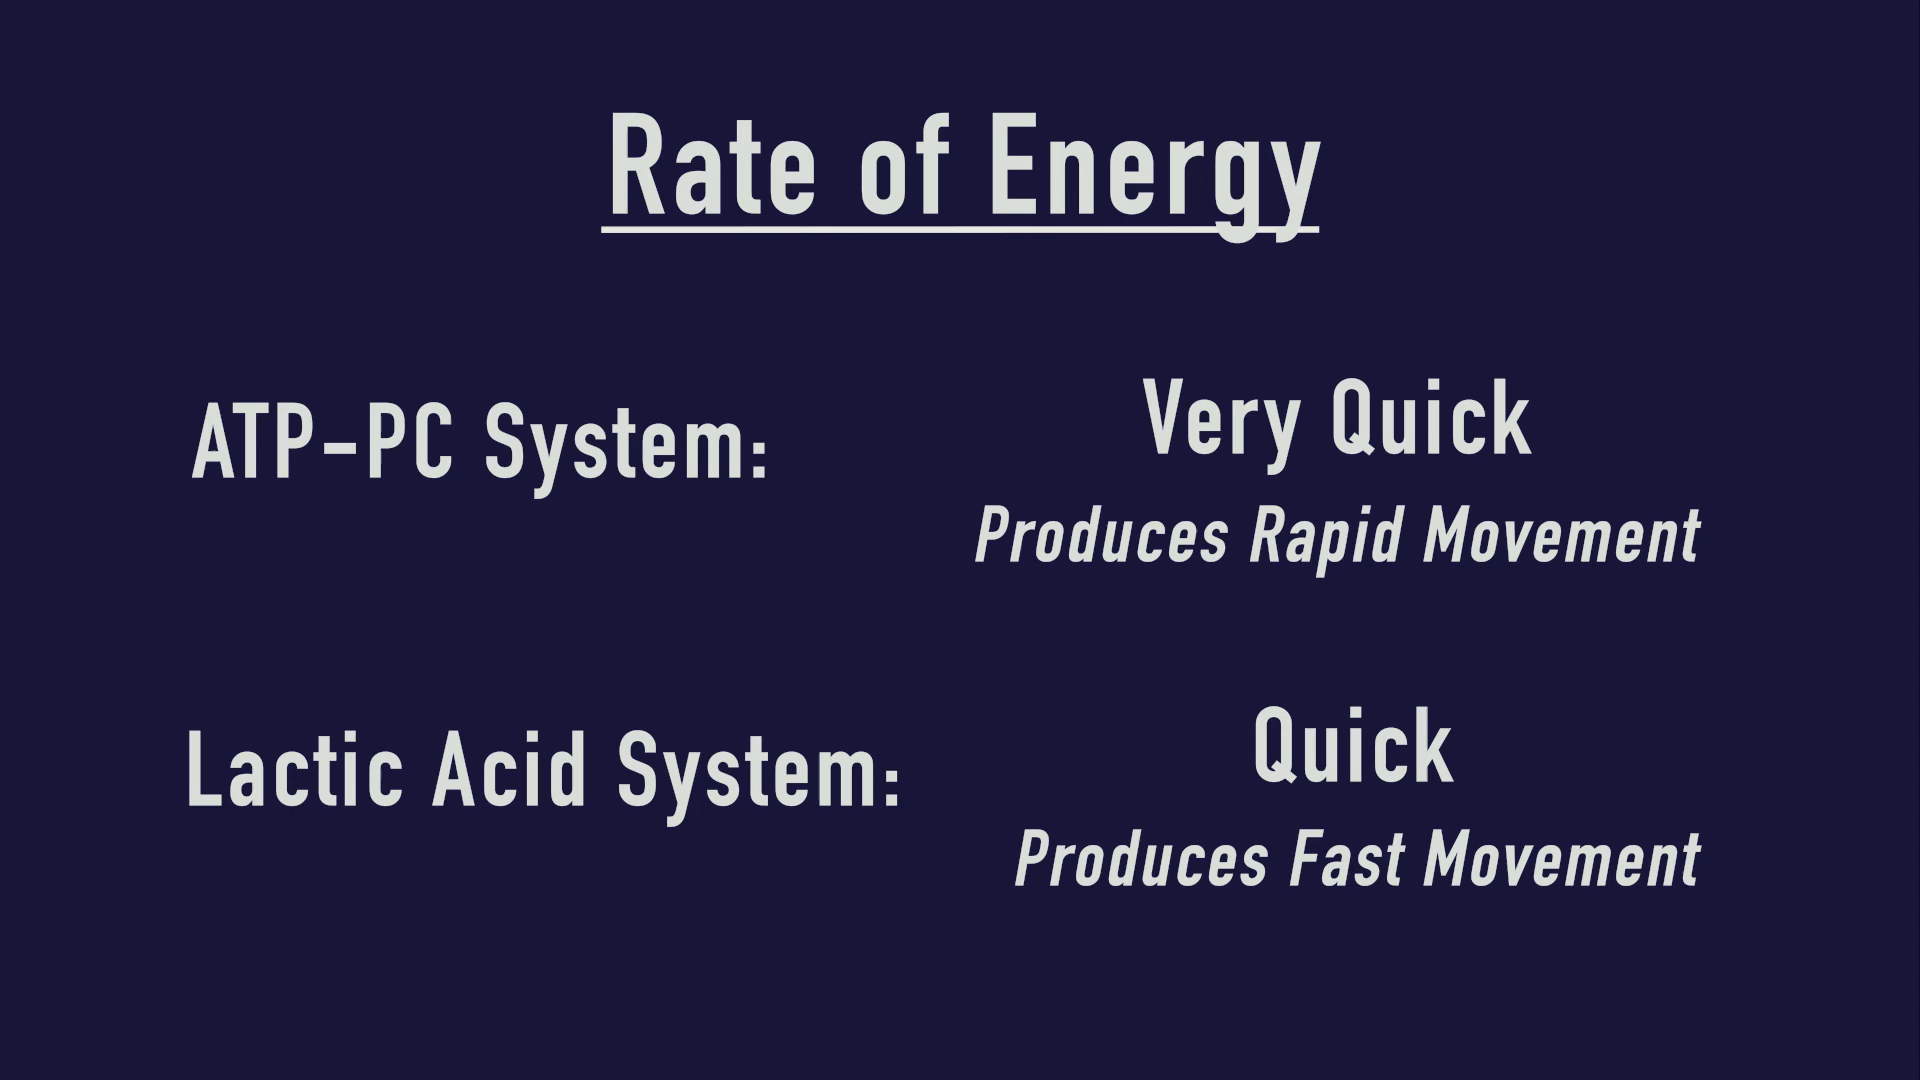 Rate of Energy
ATP-PC System:
Very Quick
Produces Rapid Movement
Lactic Acid System:
Quick
Produces Fast Movement